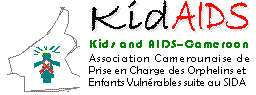 KidAIDS
Kids and AIDS-Cameroon
Association Camerounaise de
Prise en Charge des Orphelins et
Enfants Vulnérables suite au SIDA